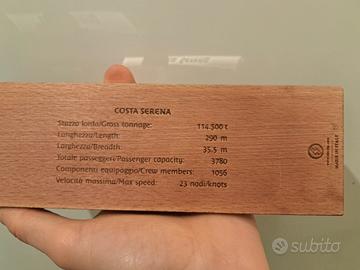 COSTA SERENA
Stazza lorda/Gross tonnage: 114.500 t
Lunghezza/Length: 290 m
Larghezza/Breadth: 35.5 m
Totale passeggeri/Passenger capacity: 3780
Componenti equipaggio/Crew members: 1056
Velocità massima/Max speed: 23 nodi/knots
MADE IN ITALY
subito